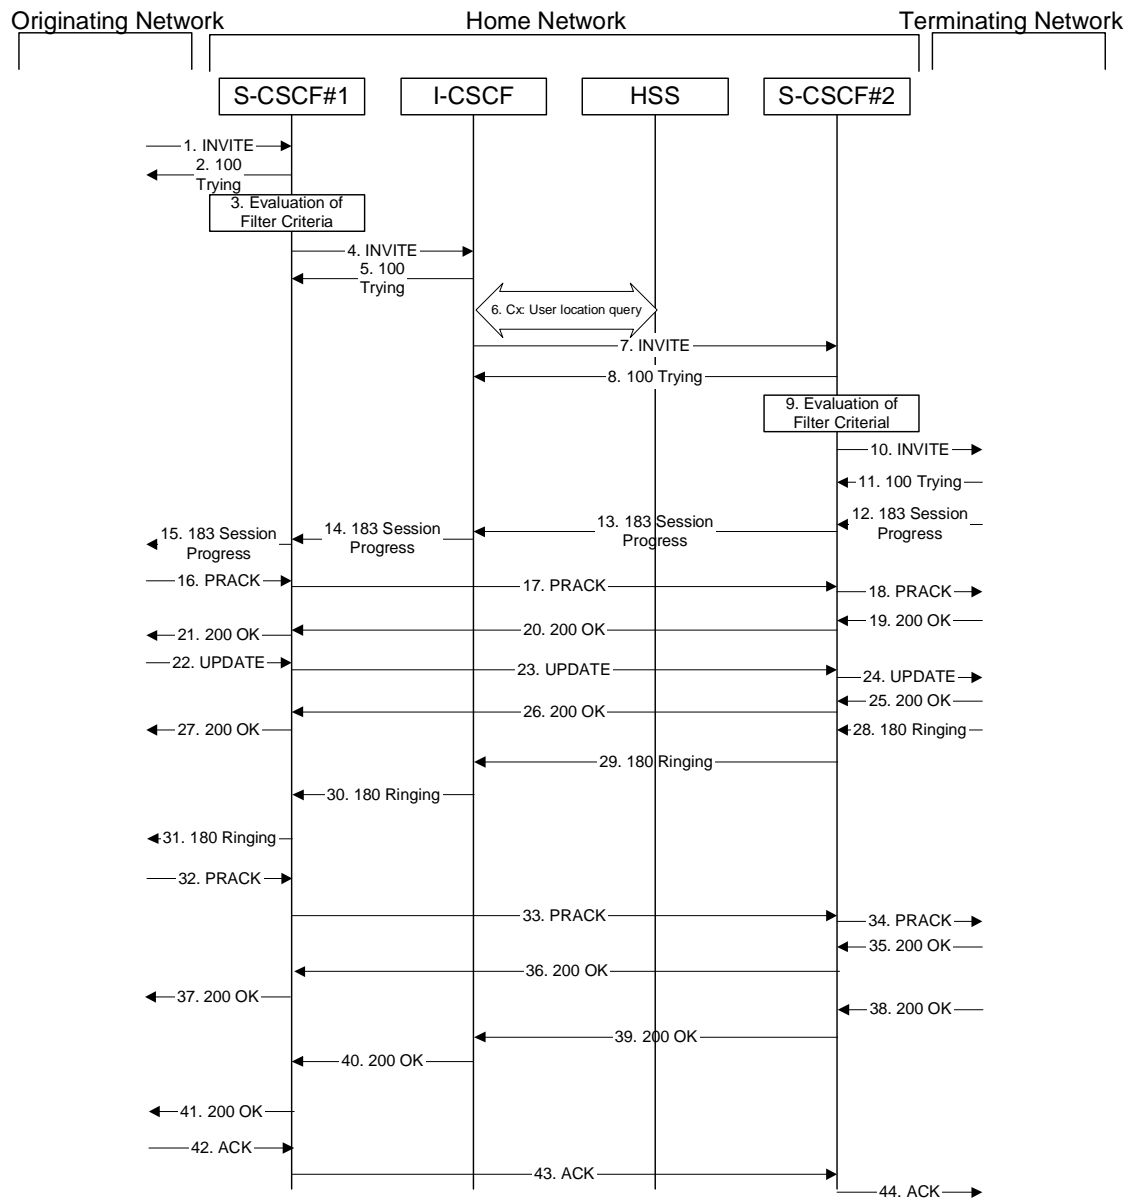 Originating Network
Home Network
Terminating Network
S-CSCF#1
I-CSCF
HSS
S-CSCF#2
1. INVITE
2. 100
Trying
3. Evaluation of
Filter Criteria
4. INVITE
5. 100
Trying
6. Cx: User location query
7. INVITE
8. 100 Trying
9. Evaluation of
Filter Criterial
10. INVITE
11. 100 Trying
12. 183 Session
Progress
13. 183 Session
Progress
14. 183 Session
Progress
15. 183 Session
Progress
16. PRACK
17. PRACK
18. PRACK
19. 200 OK
20. 200 OK
21. 200 OK
22. UPDATE
23. UPDATE
24. UPDATE
25. 200 OK
26. 200 OK
27. 200 OK
28. 180 Ringing
29. 180 Ringing
30. 180 Ringing
31. 180 Ringing
32. PRACK
33. PRACK
34. PRACK
35. 200 OK
36. 200 OK
37. 200 OK
38. 200 OK
39. 200 OK
40. 200 OK
41. 200 OK
42. ACK
43. ACK
44. ACK